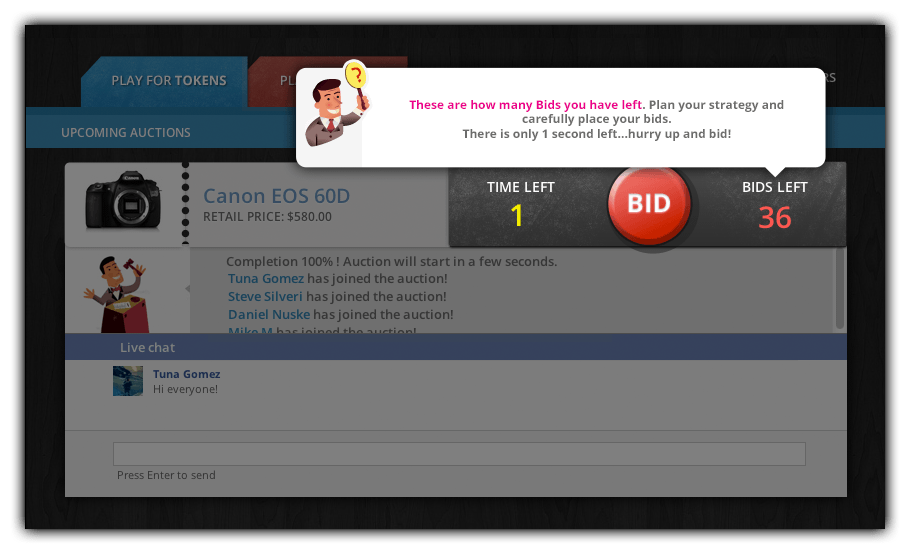 PLAY FOR TOKENS
PL
RS
These are how many Bids you have left. Plan your strategy and
carefully place your bids.
There is only 1 second left...hurry up and bid!
UPCOMING AUCTIONS
Canon EOS 60D
RETAIL PRICE: $580.00
TIME LEFT
1
BID
BIDS LEFT
36
Completion 100% ! Auction will start in a few seconds.
Tuna Gomez has joined the auction!
Steve Silveri has joined the auction!
Daniel Nuske has joined the auction!
Mike M has joined the auction!
Live chat
Tuna Gomez
Hi everyone!
Press Enter to send